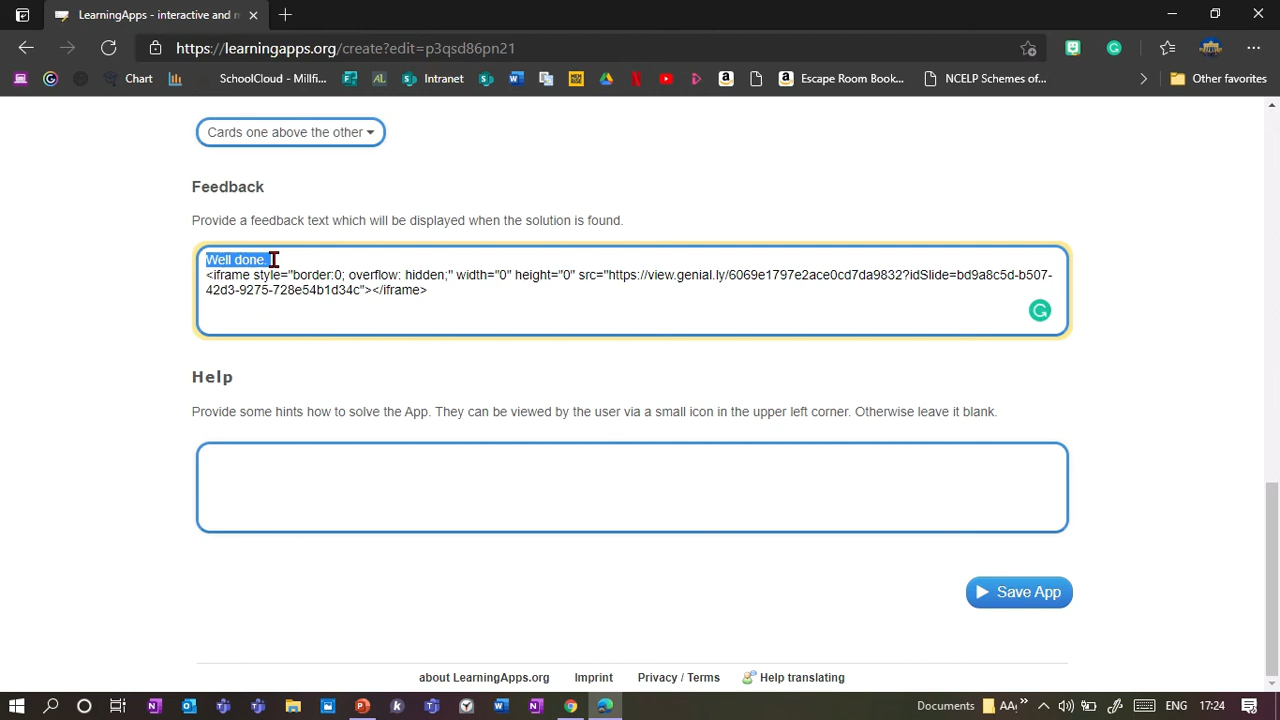 LearningApps - interactive and m
https://learningapps.org/create?edit=p3qsd86pn21
Chart
SchoolCloud - Millfi...
AL
Intranet
Escape Room Book...
NCELP Schemes of...
Other favorites
Cards one above the other
Feedback
Provide a feedback text which will be displayed when the solution is found.
Well done.
<iframe style="border:0; overflow: hidden;" width="0" height="0" src="https://view.genial.ly/6069e1797e2ace0cd7da9832?idSlide=bd9a8c5d-b507-
42d3-9275-728e54b1d34c"></iframe>
Help
Provide some hints how to solve the App. They can be viewed by the user via a small icon in the upper left corner. Otherwise leave it blank.
Save App
about LearningApps.org
Imprint
Privacy / Terms
Help translating
Documents
ENG
17:24